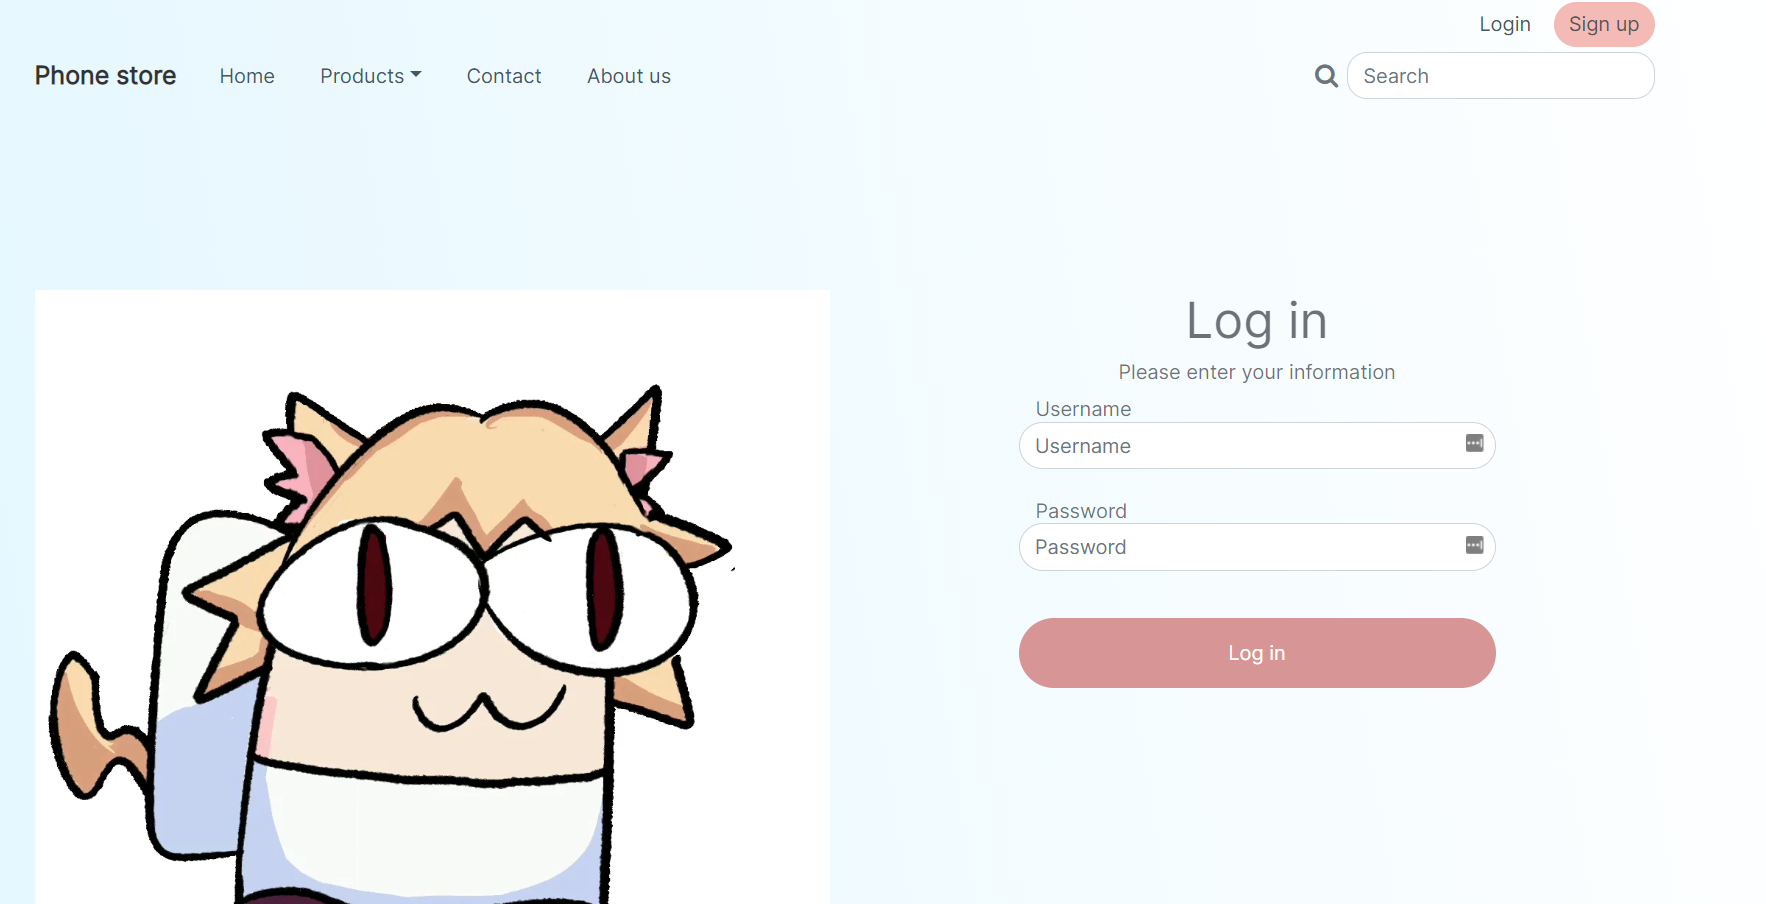 Login Sign up
Phone store Home Products Contact About us Search
Log in
Please enter your information
Username
Username
Password
Password
Log in